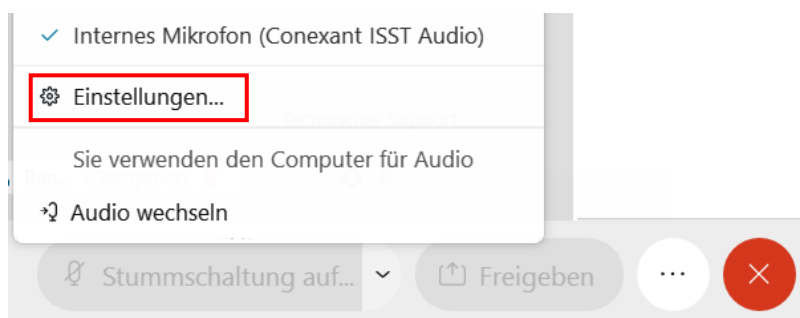 Internes Mikrofon (Conexant ISST Audio)
Einstellungen...
Sie verwenden den Computer für Audio
Audio wechseln
Stummschaltung auf...
Freigeben